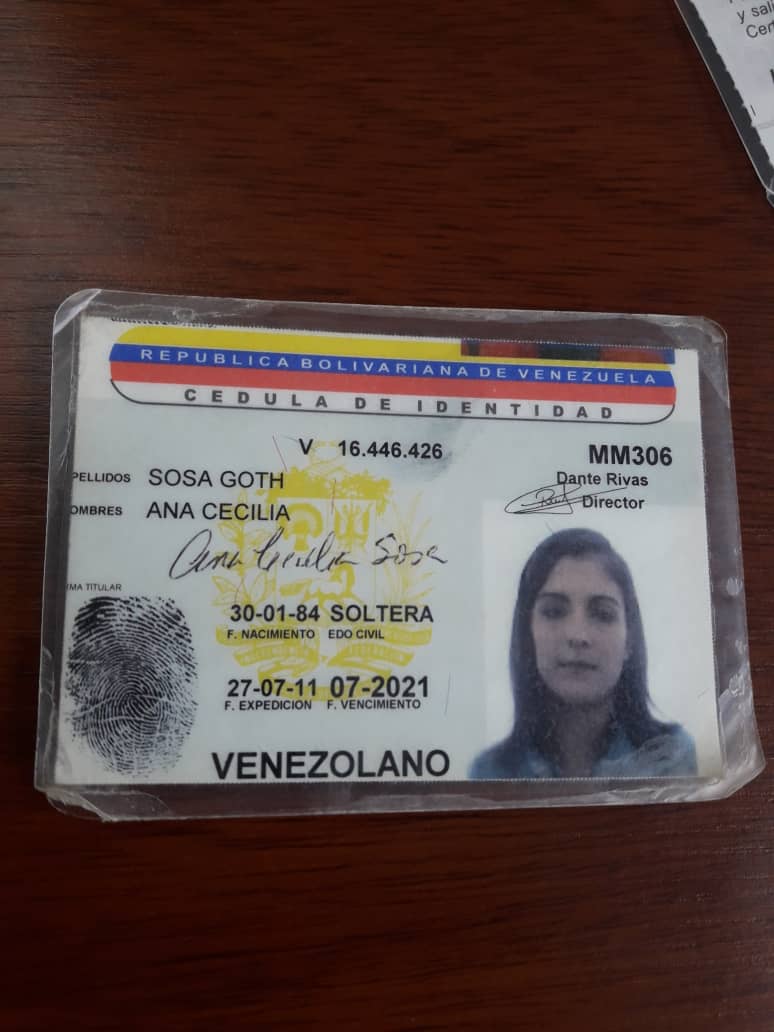 y sali
Cert
REPUBLICA BOLIVARIANA DE VENEZUELA
CEDULA DE IDENTIDAD
V 16.446.426
MM306
PELLIDOS SOSA GOTH
Dante Rivas
Director
OMBRES ANA CECILIA
Ana Cecilia Sosa
MA TITULAR
30-01-84 SOLTERA
F. NACIMIENTO EDO CIVIL
27-07-11 07-2021
F. EXPEDICION F. VENCIMIENTO
VENEZOLANO